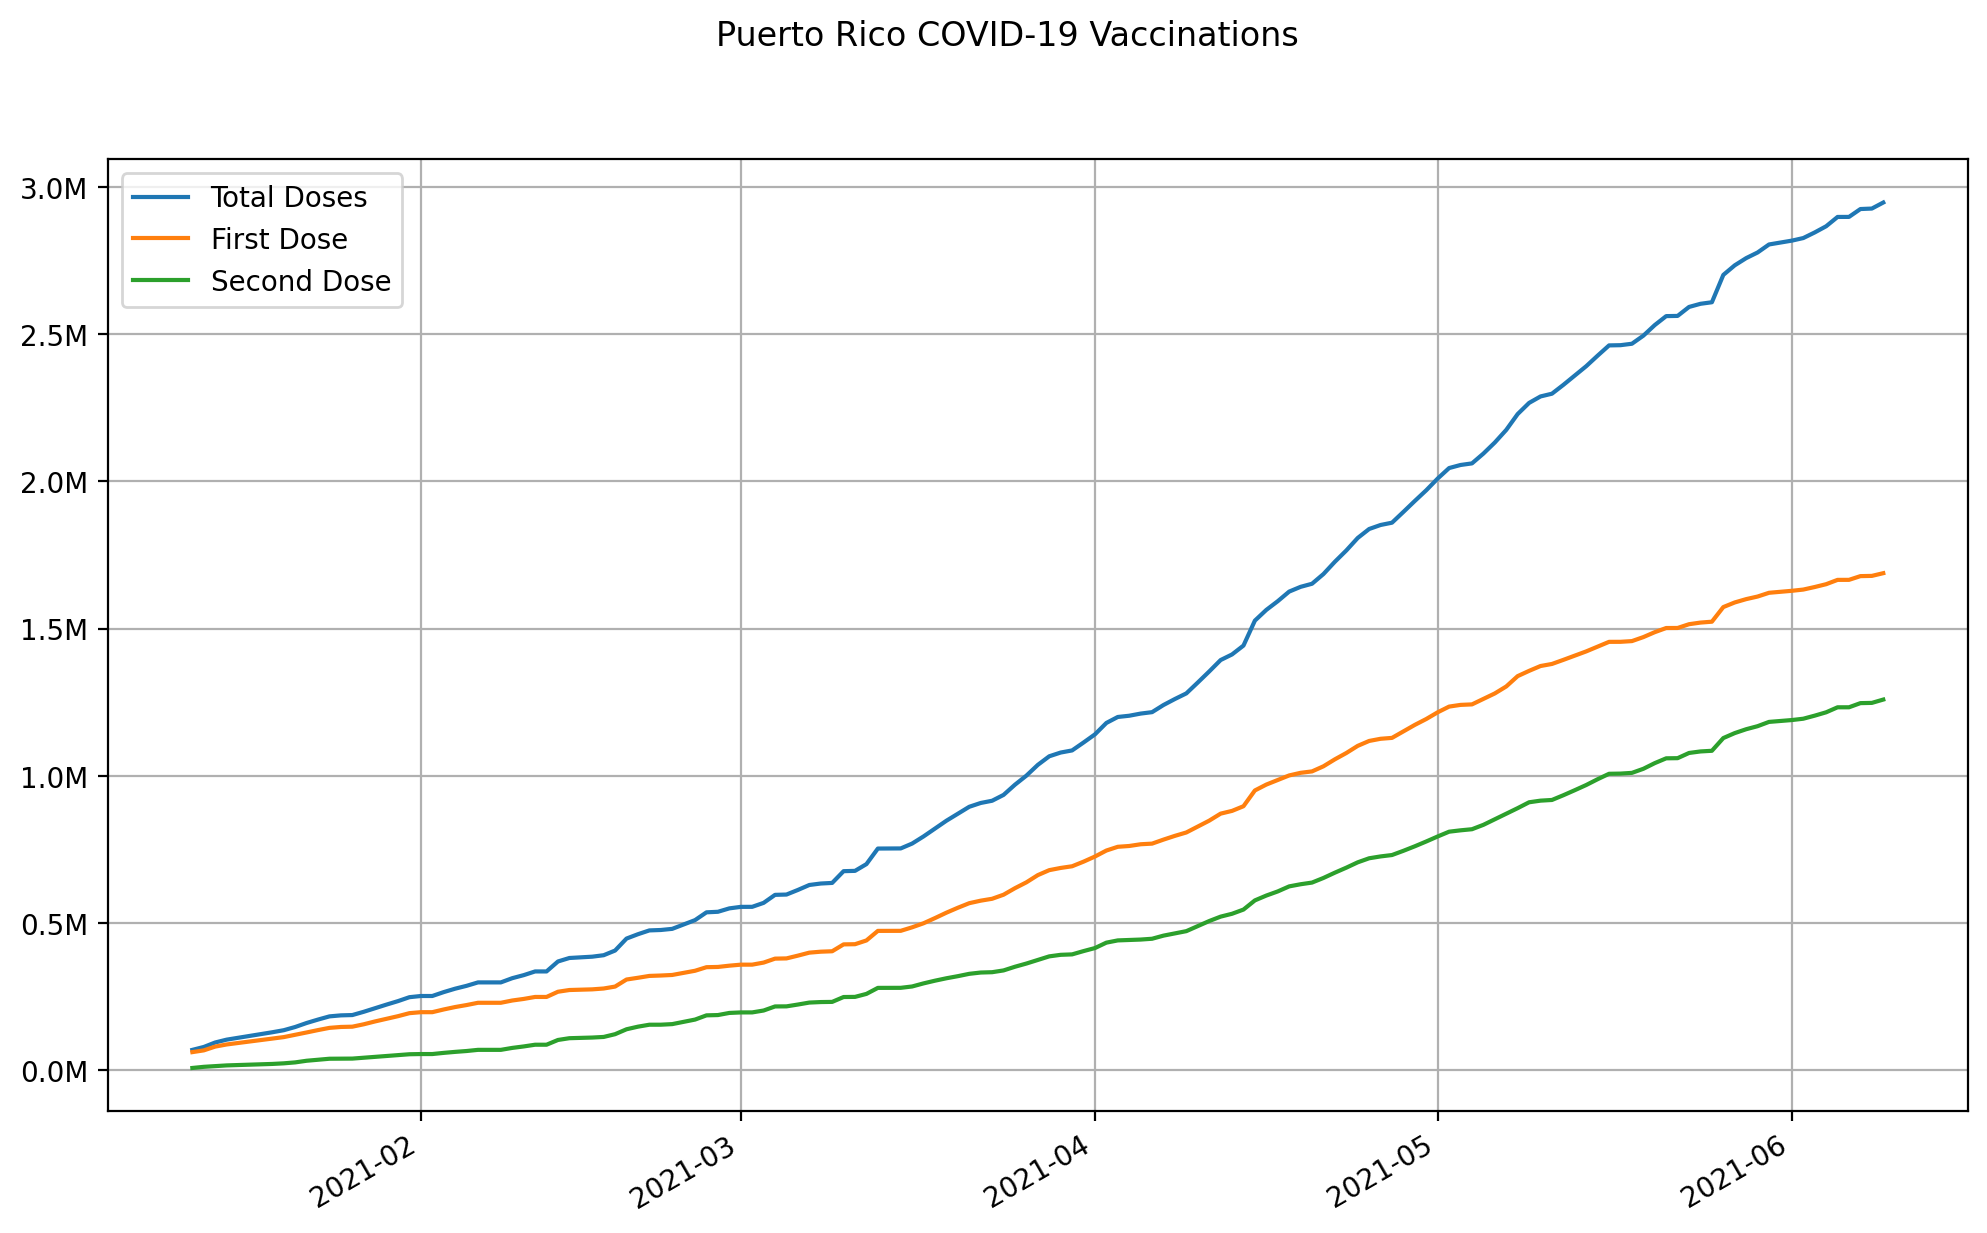 Puerto Rico COVID-19 Vaccinations
3.0M
2.5M
2.0M
1.5M
1.0M
0.5M
0.0M
Total Doses
First Dose
Second Dose
2021-02
2021-03
2021-04
2021-05
2021-06